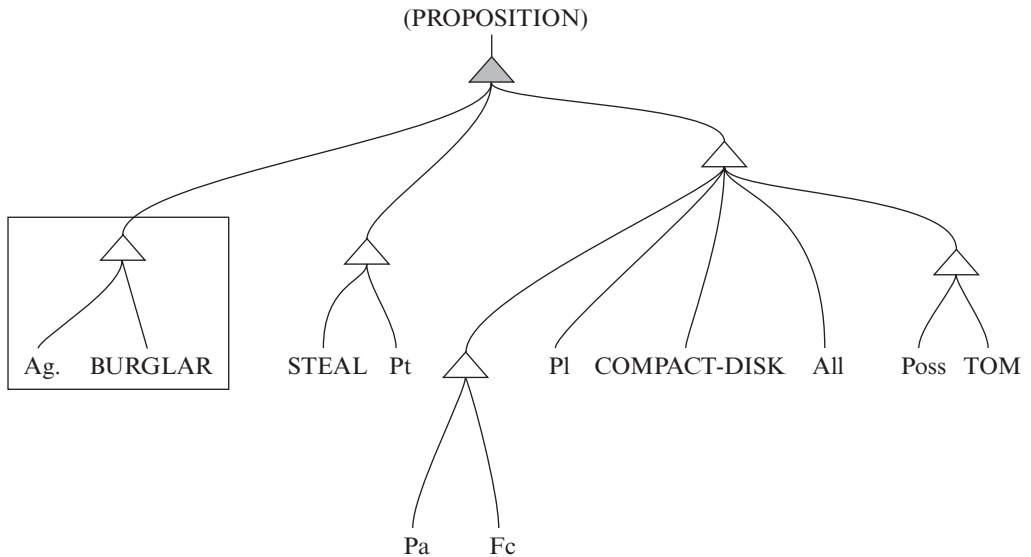 (PROPOSITION)
Ag. BURGLAR STEAL Pt Pl COMPACT-DISK All Poss TOM
Pa Fc